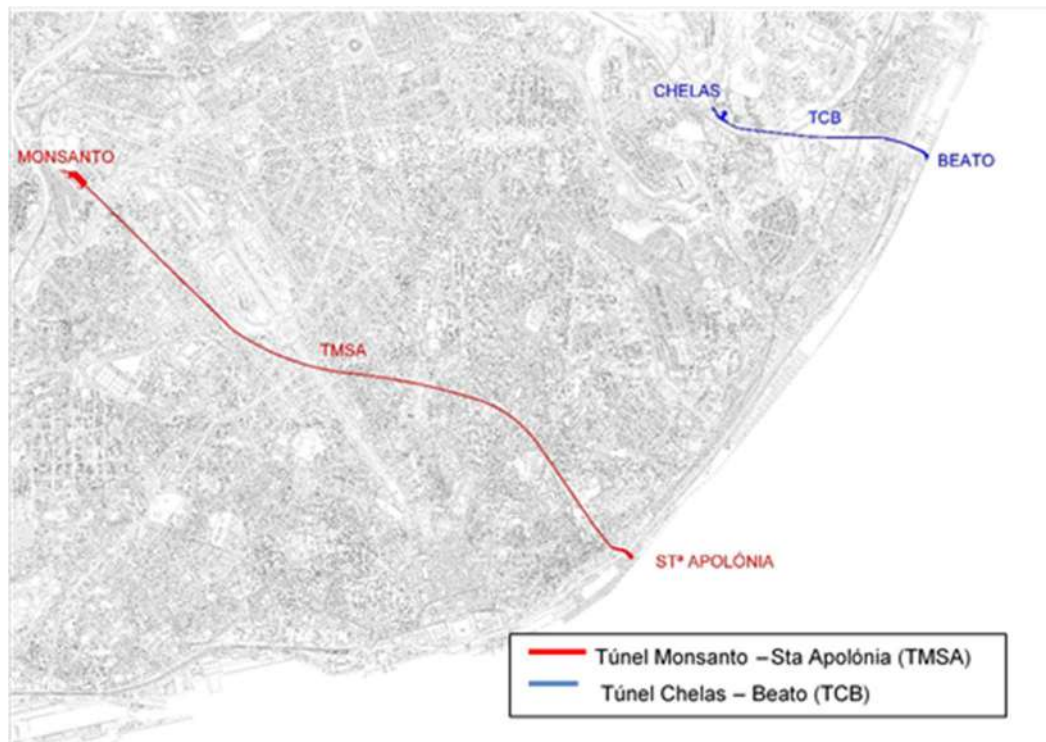 CHELAS
TCB
BEATO
MONSANTO
TMSA
STª APOLÓNIA
Túnel Monsanto – Sta Apolónia (TMSA)
Túnel Chelas – Beato (TCB)